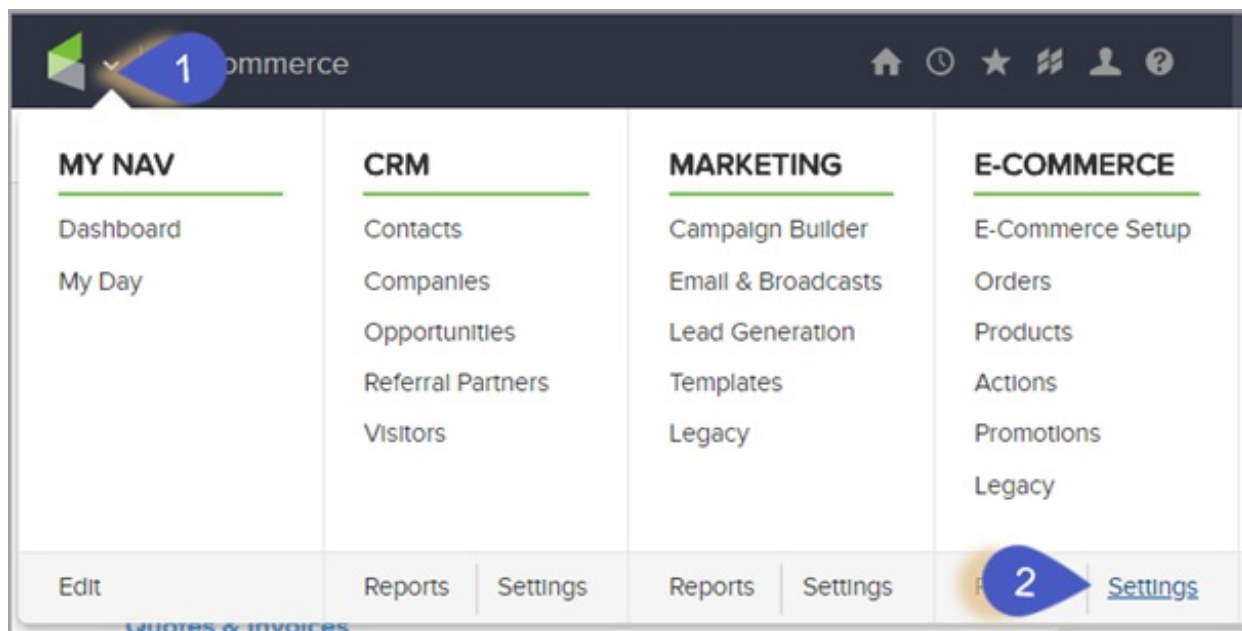 1 ommerce
MY NAV
Dashboard
My Day
Edit
CRM
Contacts
Companies
Opportunities
Referral Partners
Visitors
Reports Settings
MARKETING
Campaign Builder
Email & Broadcasts
Lead Generation
Templates
Legacy
Reports Settings
E-COMMERCE
E-Commerce Setup
Orders
Products
Actions
Promotions
Legacy
2 Settings
Quotes & Invoices